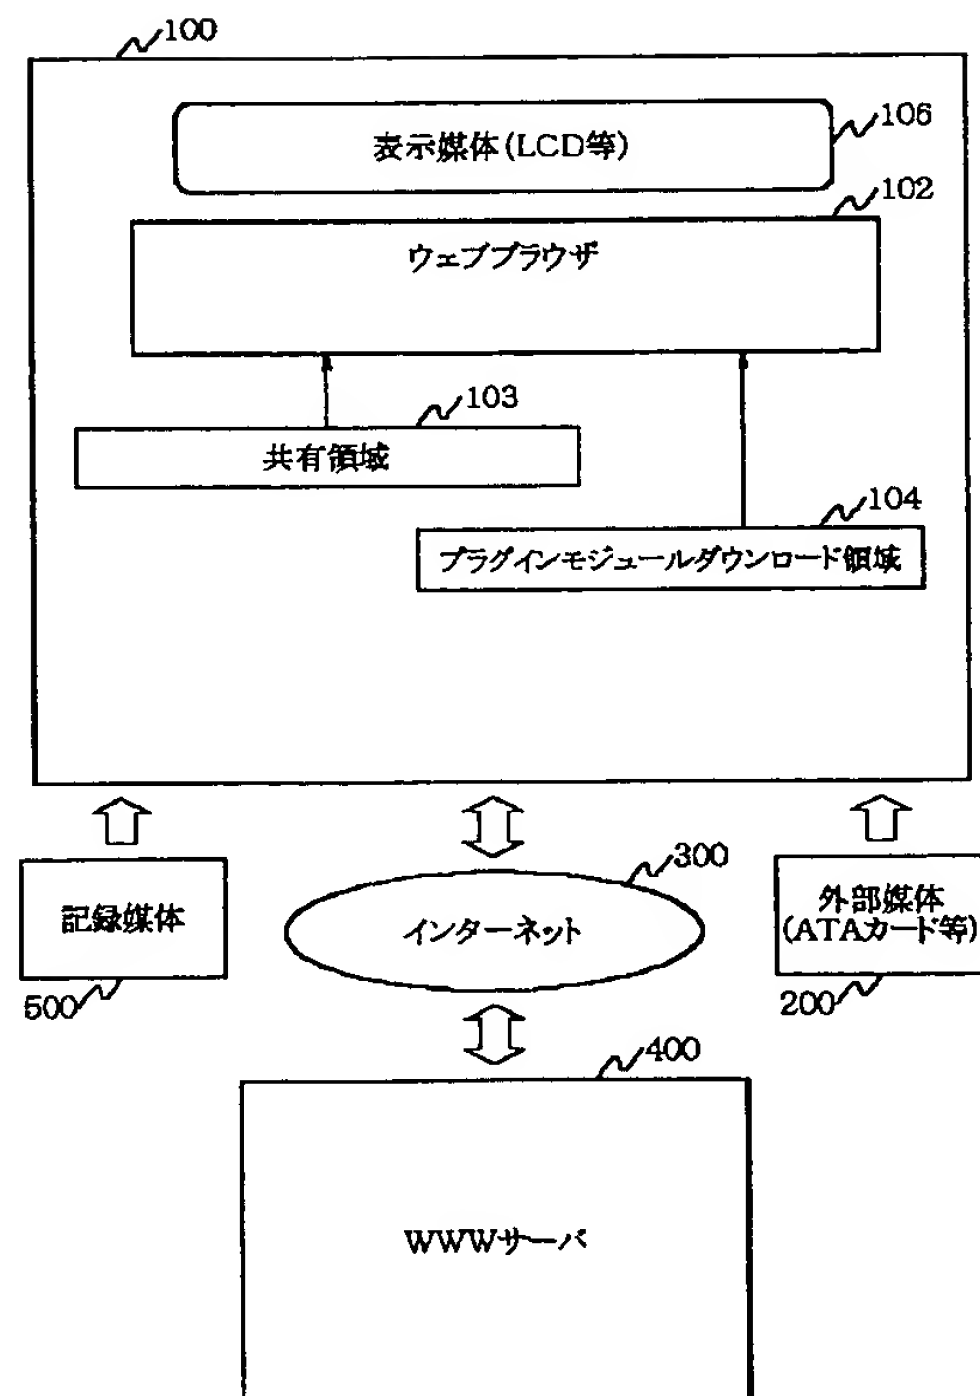 100
106
表示媒体(LCD等)
102
ウェブブラウザ
103
共有領域
104
プラグインモジュールダウンロード領域
300
記録媒体
インターネット
外部媒体
(ATAカード等)
500
200
400
WWWサーバ